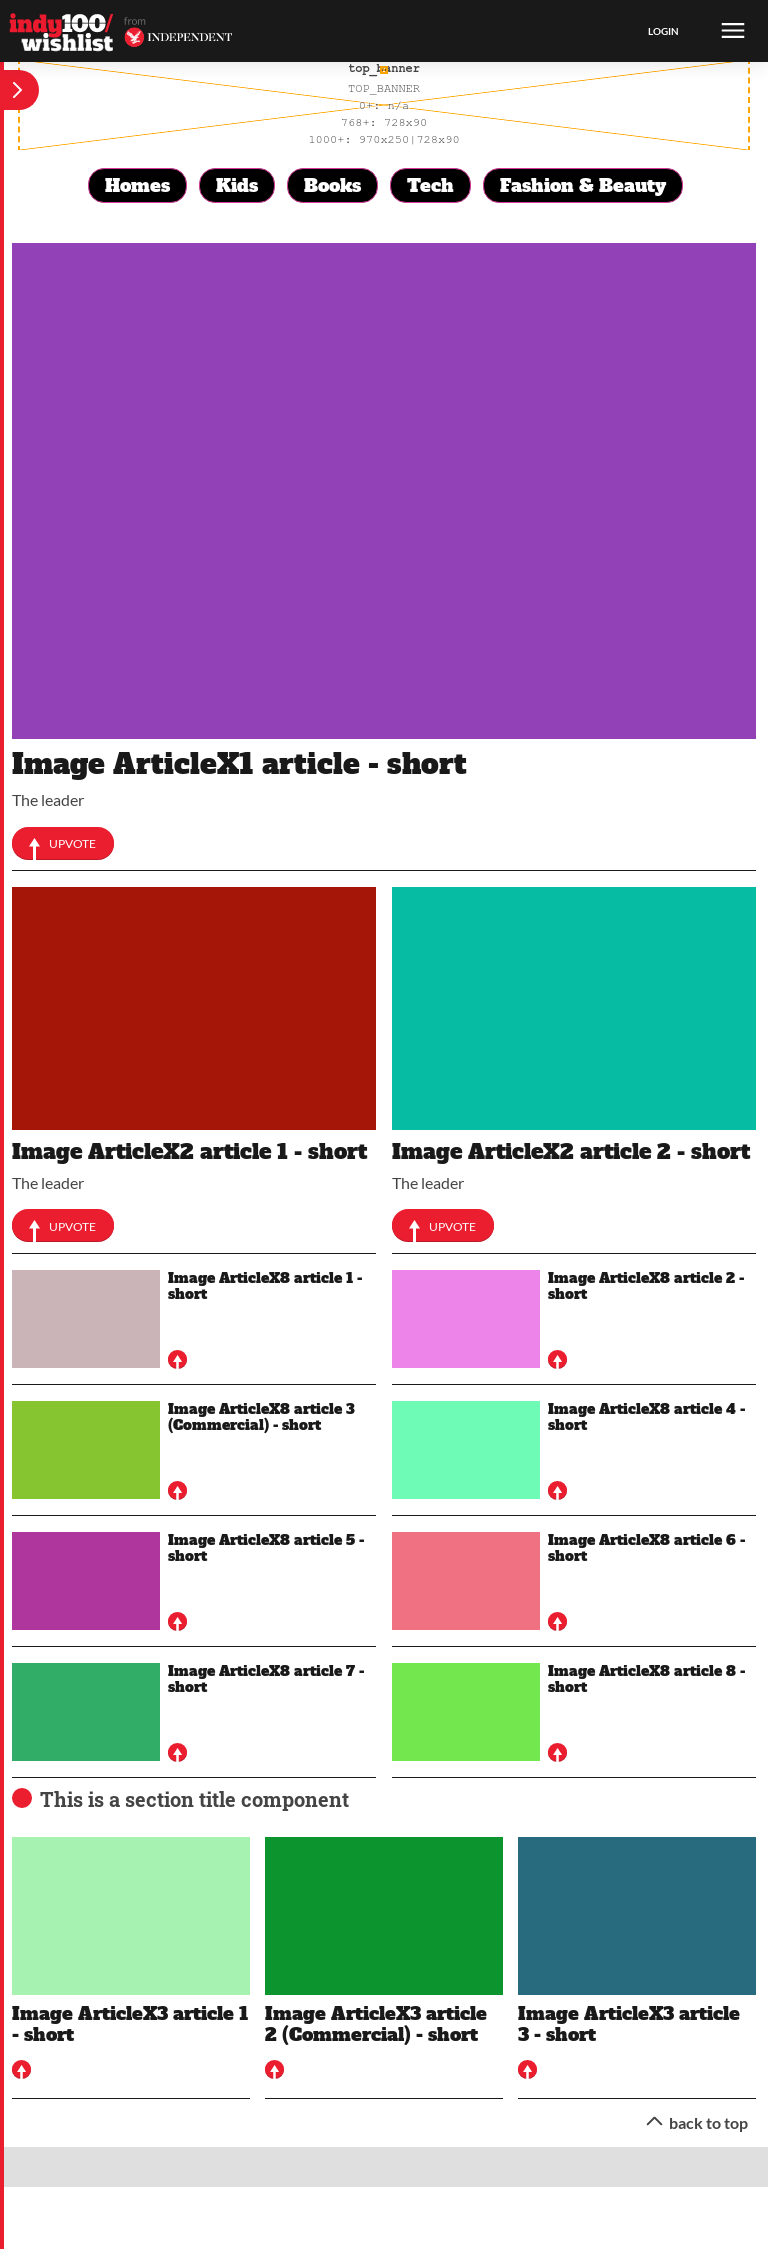 indy100/ from
wishlist INDEPENDENT
LOGIN
top_banner
TOP_BANNER
0+: n/a
768+: 728x90
1000+: 970x250|728x90
Homes Kids Books Tech Fashion & Beauty
Image ArticleX1 article - short
The leader
UPVOTE
Image ArticleX2 article 1 - short
The leader
UPVOTE
Image ArticleX2 article 2 - short
The leader
UPVOTE
Image ArticleX8 article 1 -
short
Image ArticleX8 article 2 -
short
Image ArticleX8 article 3
(Commercial) - short
Image ArticleX8 article 4 -
short
Image ArticleX8 article 5 -
short
Image ArticleX8 article 6 -
short
Image ArticleX8 article 7 -
short
Image ArticleX8 article 8 -
short
This is a section title component
Image ArticleX3 article 1
- short
Image ArticleX3 article
2 (Commercial) - short
Image ArticleX3 article
3 - short
back to top